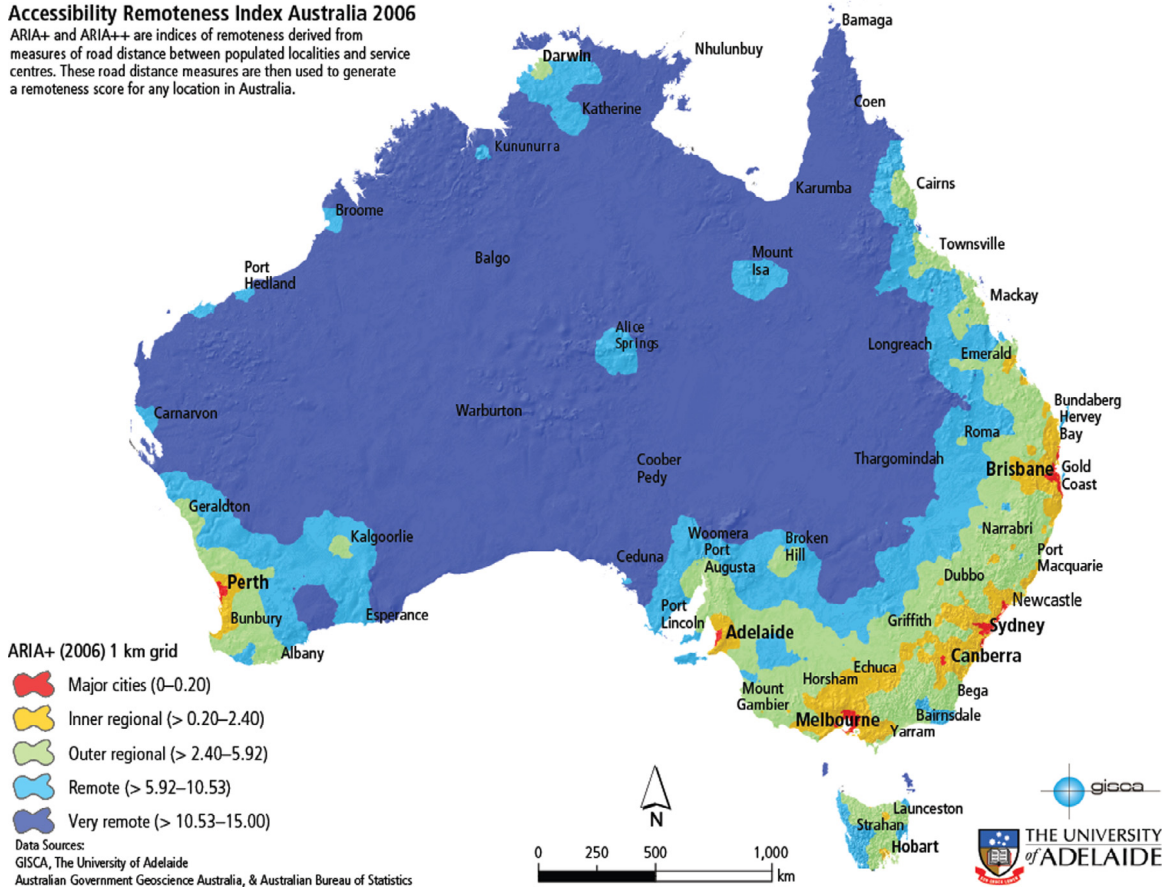 Accessibility Remoteness Index Australia 2006
ARIA+ and ARIA++ are indices of remoteness derived from
measures of road distance between populated localities and service
centres. These road distance measures are then used to generate
a remoteness score for any location in Australia.
Bamaga
Nhulunbuy
Darwin
Coen
Katherine
Kununurra
Karumba
Cairns
Broome
Townsville
Balgo
Mount
Isa
Port
Hedland
Mackay
Alice
Springs
Longreach
Emerald
Carnarvon
Warburton
Bundaberg
Hervey
Bay
Roma
Coober
Pedy
Thargomindah
Brisbane
Gold
Coast
Geraldton
Kalgoorlie
Woomera
Port
Augusta
Broken
Hill
Narrabri
Ceduna
Port
Macquarie
Perth
Dubbo
Bunbury
Esperance
Port
Lincoln
Newcastle
Griffith
Sydney
Adelaide
Albany
Canberra
Echuca
Horsham
Mount
Gambier
Bega
Melbourne
Bairnsdale
Yarram
ARIA+ (2006) 1 km grid
Major cities (0–0.20)
Inner regional (> 0.20–2.40)
Outer regional (> 2.40–5.92)
Remote (> 5.92–10.53)
Very remote (> 10.53–15.00)
Data Sources:
GISCA, The University of Adelaide
Australian Government Geoscience Australia, & Australian Bureau of Statistics
N
0 250 500 1,000
km
Launceston
Strahan
Hobart
gisca
THE UNIVERSITY
of ADELAIDE